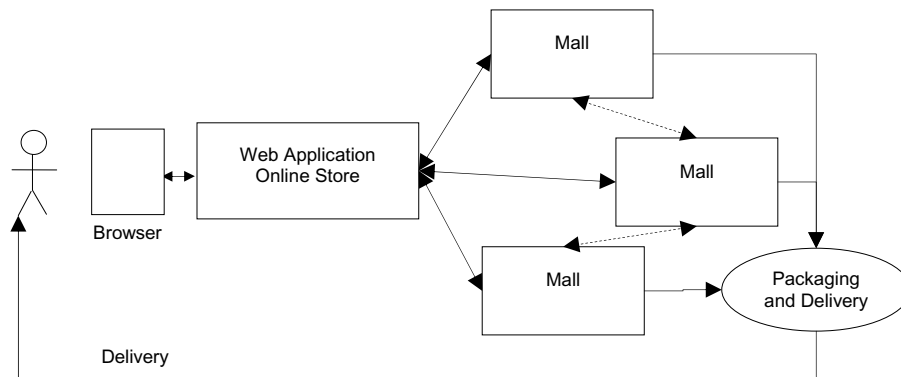 Mall
Web Application
Online Store
Mall
Browser
Mall
Packaging
and Delivery
Delivery